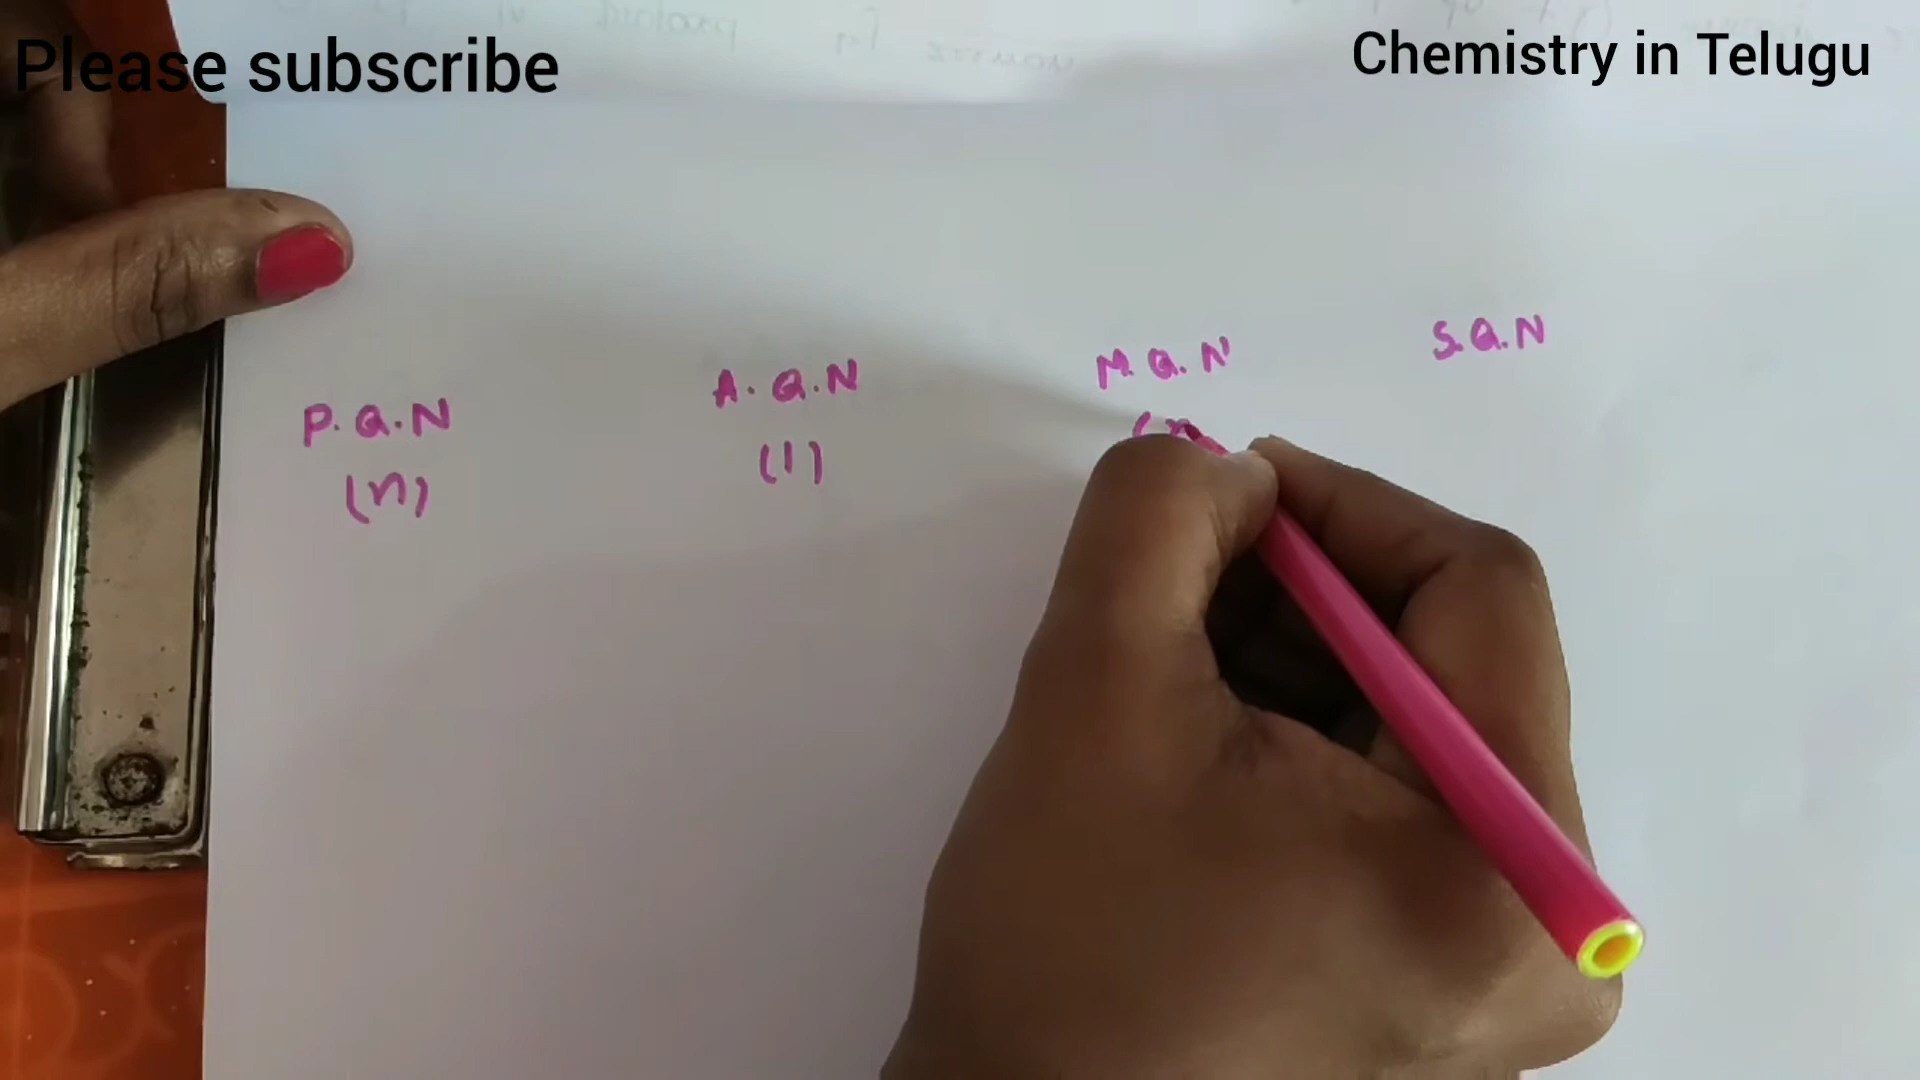 Please subscribe
Chemistry in Telugu
P.Q.N A.Q.N M.Q.N S.Q.N
(n) (l)